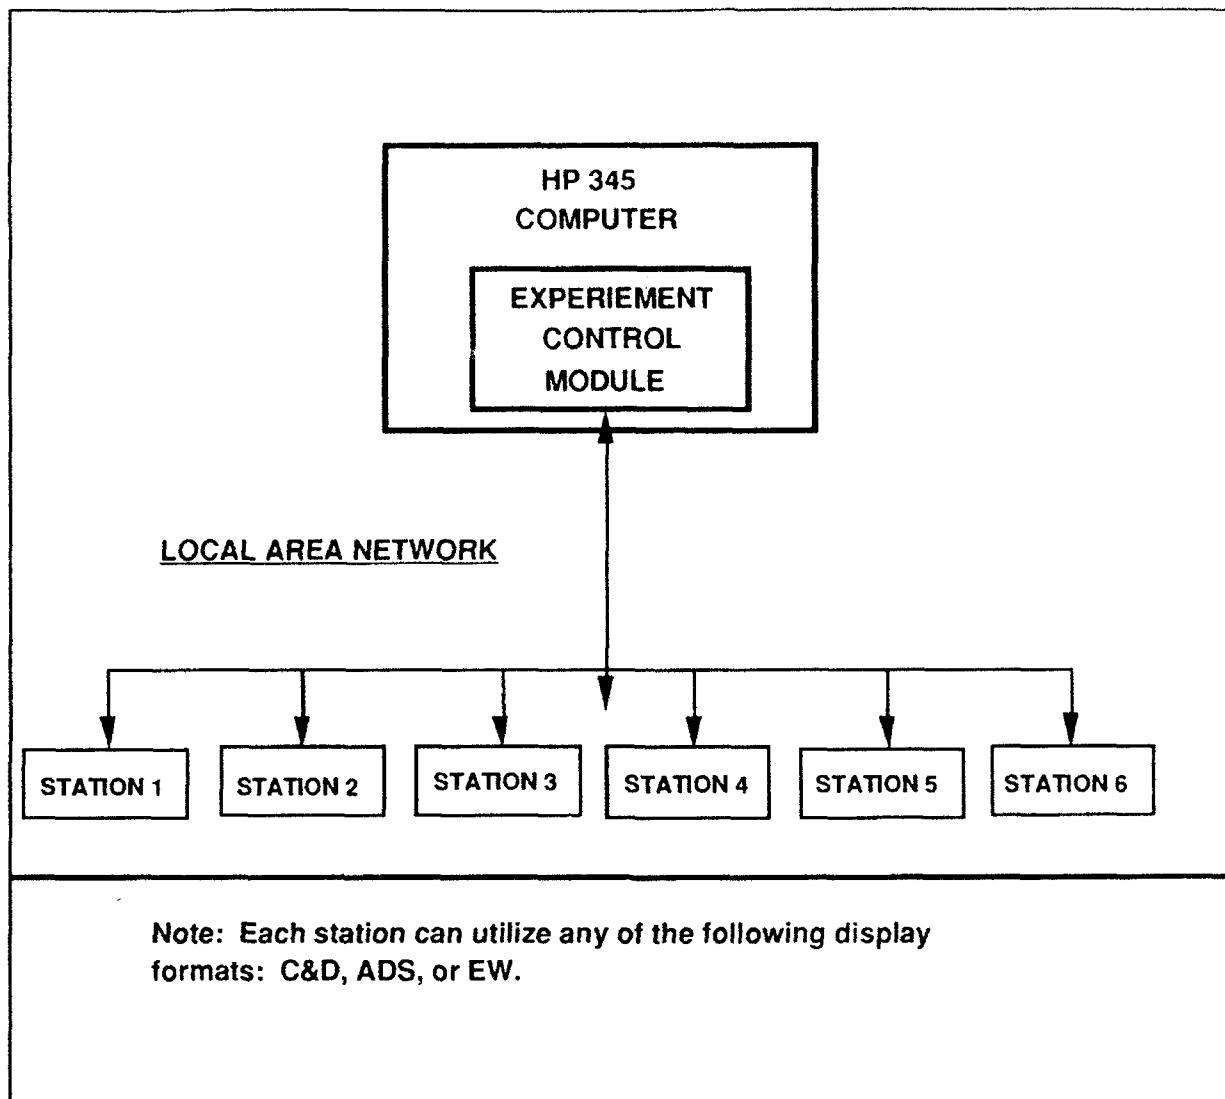 HP 345
COMPUTER
EXPERIEMENT
CONTROL
MODULE
LOCAL AREA NETWORK
STATION 1
STATION 2
STATION 3
STATION 4
STATION 5
STATION 6
Note: Each station can utilize any of the following display
formats: C&D, ADS, or EW.